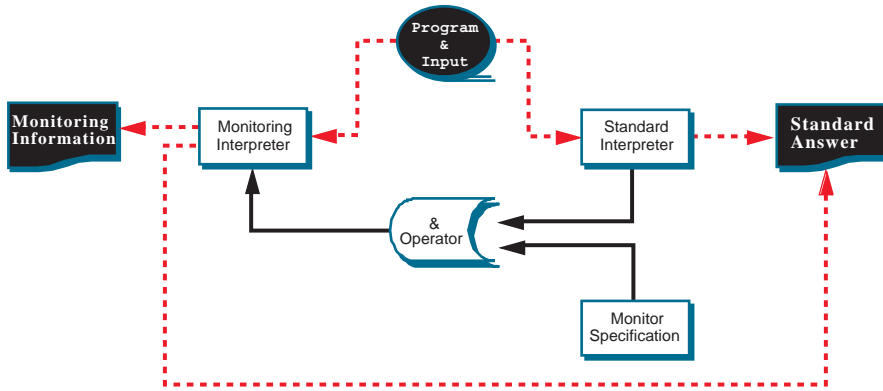 Program
&
Input
Monitoring
Information
Monitoring
Interpreter
Standard
Interpreter
Standard
Answer
&
Operator
Monitor
Specification